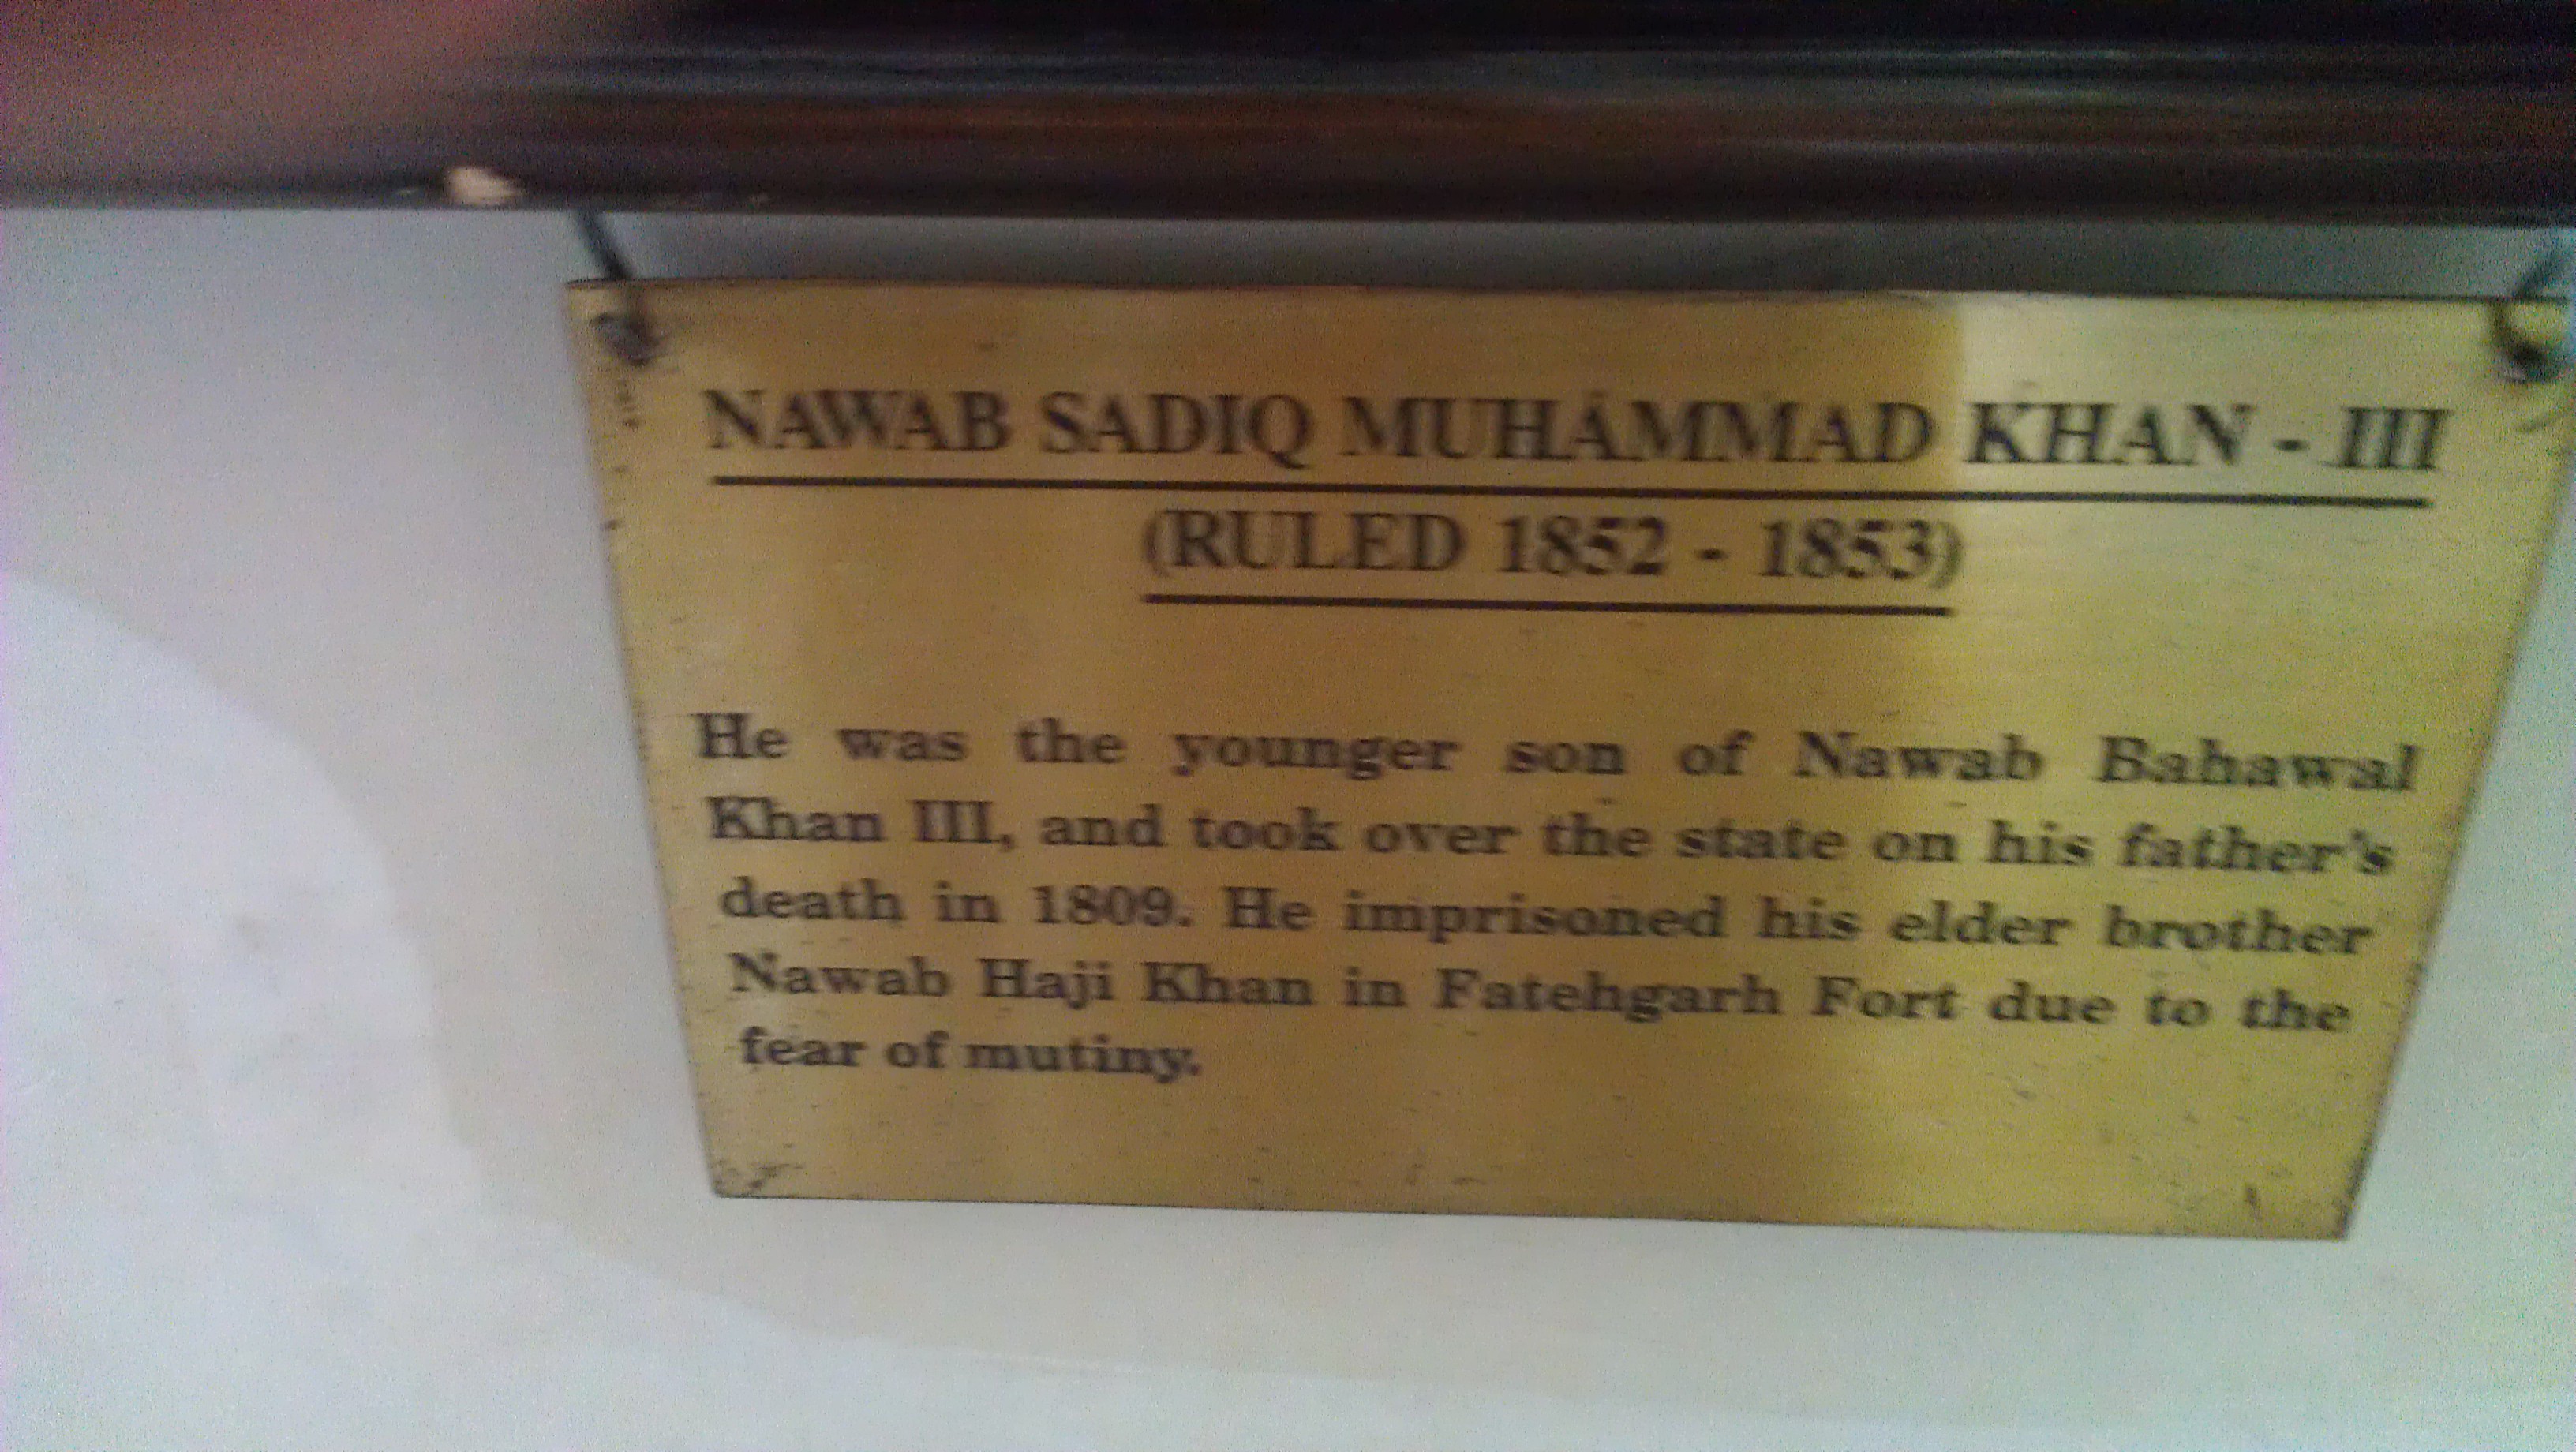 NAWAB SADIQ MUHAMMAD KHAN - III
(RULED 1852 - 1853)
He was the younger son of Nawab Bahawal
Khan III, and took over the state on his father's
death in 1809. He imprisoned his elder brother
Nawab Haji Khan in Fatehgarh Fort due to the
fear of mutiny.